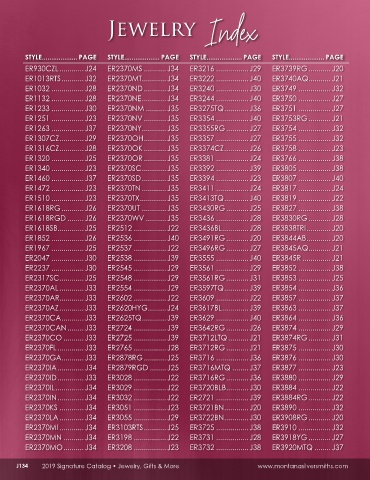 Jewelry Index
STYLE.................. PAGE
ER930CZL............J24
ER1013RTS..........J32
ER1032................J28
ER1132................J28
ER1233................J30
ER1251................J23
ER1263................J37
ER1307CZ............J29
ER1316CZ............J28
ER1320................J25
ER1340................J23
ER1460................J37
ER1472................J23
ER1510................J23
ER1618RG............J26
ER1618RGD..........J26
ER1618SB............J25
ER1852................J26
ER1967................J25
ER2047................J30
ER2237................J30
ER2317SC............J25
ER2370AL............J33
ER2370AR............J33
ER2370AZ............J33
ER2370CA............J33
ER2370CAN..........J33
ER2370CO............J33
ER2370FL............J33
ER2370GA............J33
ER2370IA............J34
ER2370ID............J33
ER2370IL............J34
ER2370IN............J34
ER2370KS............J34
ER2370LA............J34
ER2370MI............J34
ER2370MN............J34
ER2370MO............J34
STYLE.................. PAGE
ER2370MS............J34
ER2370MT............J34
ER2370ND............J34
ER2370NE............J34
ER2370NM............J35
ER2370NV............J35
ER2370NY............J35
ER2370OH............J35
ER2370OK............J35
ER2370OR............J35
ER2370SC............J35
ER2370SD............J35
ER2370TN............J35
ER2370TX............J35
ER2370UT............J35
ER2370WV............J35
ER2512................J22
ER2536................J40
ER2537................J22
ER2538................J39
ER2545................J29
ER2548................J29
ER2554................J29
ER2602................J22
ER2620HYG..........J24
ER2625TQ............J39
ER2724................J39
ER2725................J39
ER2765................J28
ER2878RG............J25
ER2879RGD..........J25
ER3028................J22
ER3029................J22
ER3032................J22
ER3051................J23
ER3055................J29
ER3103RTS..........J25
ER3198................J22
ER3208................J23
STYLE.................. PAGE
ER3216................J29
ER3222................J40
ER3240................J30
ER3244................J40
ER3275TQ............J36
ER3354................J40
ER3355RG............J27
ER3357................J27
ER3374CZ............J26
ER3381................J24
ER3392................J39
ER3394................J23
ER3411................J24
ER3413TQ............J40
ER3430RG............J25
ER3436................J28
ER3436BL............J28
ER3491RG............J20
ER3496RG............J27
ER3555................J40
ER3561................J29
ER3561RG............J31
ER3597TQ............J39
ER3609................J22
ER3617BL............J39
ER3629................J40
ER3642RG............J26
ER3712LTQ..........J21
ER3712RG............J21
ER3716................J36
ER3716MTQ..........J37
ER3716RG............J36
ER3720BLB..........J30
ER2721................J39
ER3721BN............J20
ER3722BN............J30
ER3725................J38
ER3731................J28
ER3732................J38
STYLE.................. PAGE
ER3739RG............J20
ER3740AQ............J21
ER3749................J32
ER3750................J27
ER3751................J27
ER3753RG............J21
ER3754................J32
ER3755................J32
ER3758................J23
ER3766................J38
ER3805................J38
ER3807................J40
ER3817................J24
ER3819................J22
ER3827................J38
ER3830RG............J28
ER3838TRI..........J20
ER3844AB............J20
ER3845AQ............J21
ER3845R..............J21
ER3852................J38
ER3853................J25
ER3854................J36
ER3857................J37
ER3863................J37
ER3864................J36
ER3874................J29
ER3874RG............J31
ER3875................J30
ER3876................J30
ER3877................J23
ER3880................J29
ER3884................J22
ER3884RG............J22
ER3890................J32
ER3908RG............J20
ER3910................J32
ER3918YG............J27
ER3920MTQ..........J37
J134 2019 Signature Catalog • Jewelry, Gifts & More www.montanasilversmiths.com